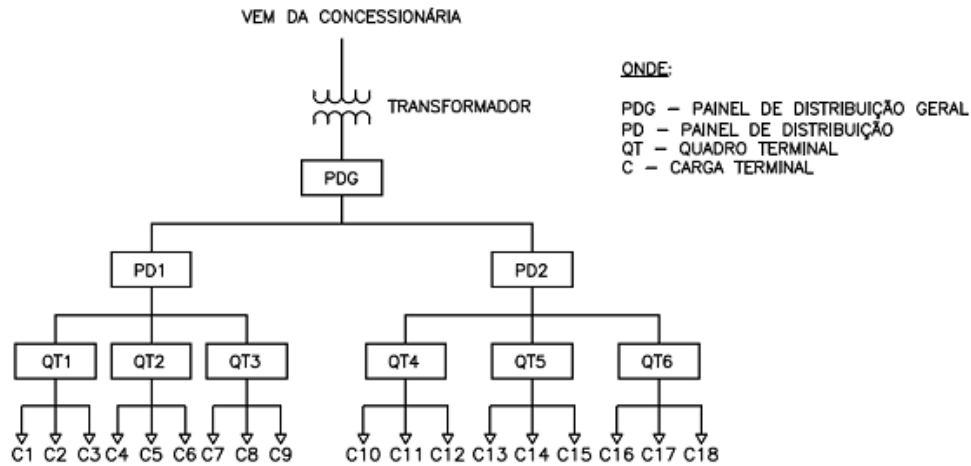 VEM DA CONCESSIONÁRIA
TRANSFORMADOR
ONDE:
PDG – PAINEL DE DISTRIBUIÇÃO GERAL
PD – PAINEL DE DISTRIBUIÇÃO
QT – QUADRO TERMINAL
C – CARGA TERMINAL
PDG
PD1 PD2
QT1 QT2 QT3 QT4 QT5 QT6
C1 C2 C3 C4 C5 C6 C7 C8 C9 C10 C11 C12 C13 C14 C15 C16 C17 C18